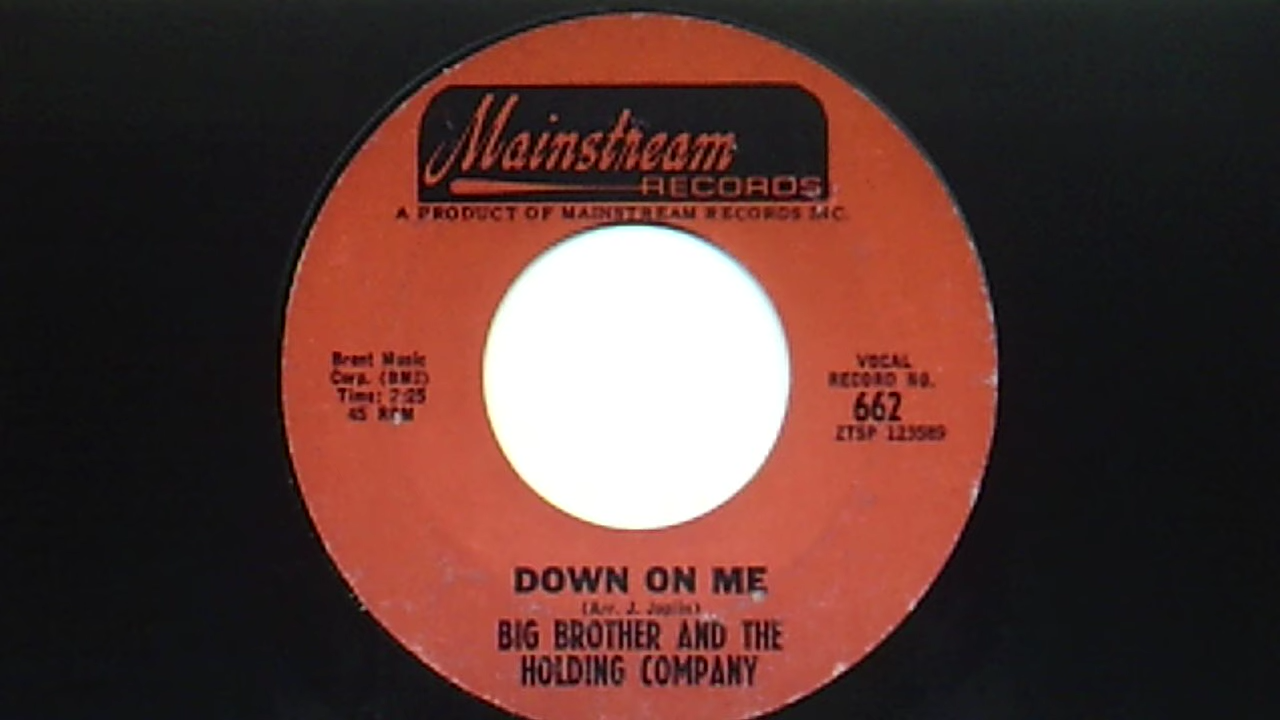 Mainstream
RECORDS
A PRODUCT OF MAINSTREAM RECORDS INC.
Brent Music
Corp. (BMI)
Time: 2:25
45 RPM
VOCAL
RECORD NO.
662
ZTSP 123589
DOWN ON ME
(Arr. J. Joplin)
BIG BROTHER AND THE
HOLDING COMPANY